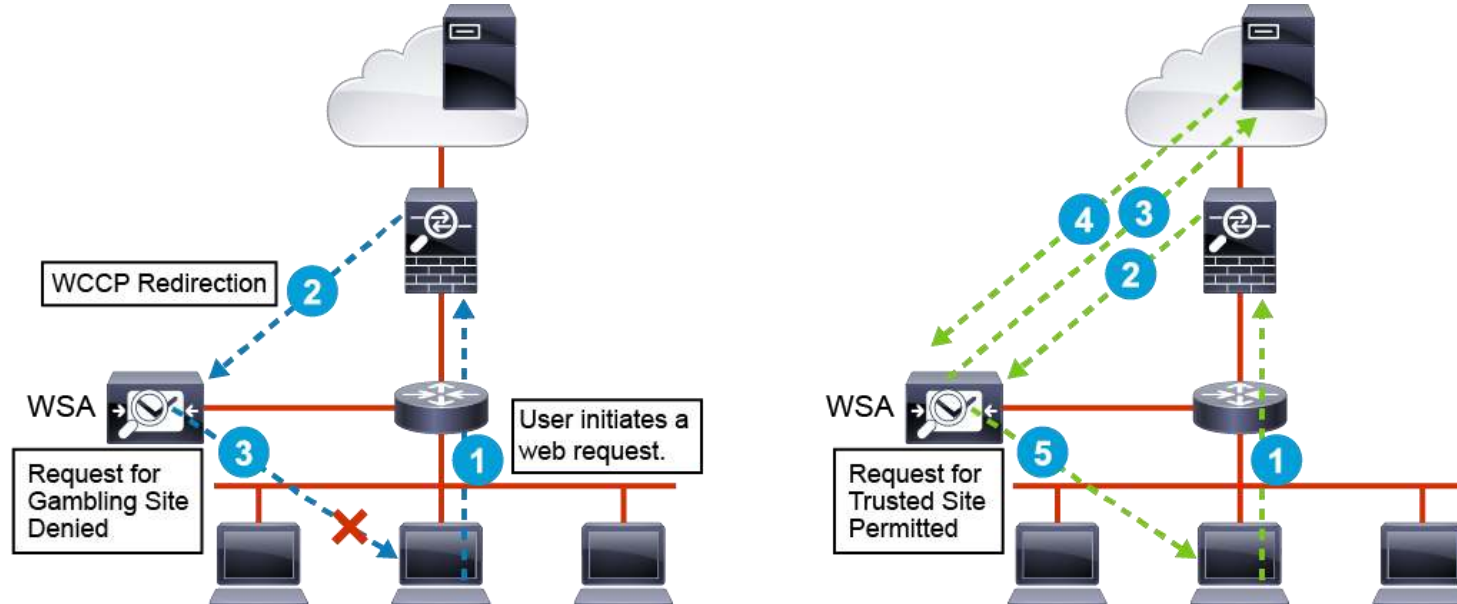 WCCP Redirection
2
WSA
3
1
User initiates a
web request.
Request for
Gambling Site
Denied
4
3
2
WSA
5
1
Request for
Trusted Site
Permitted